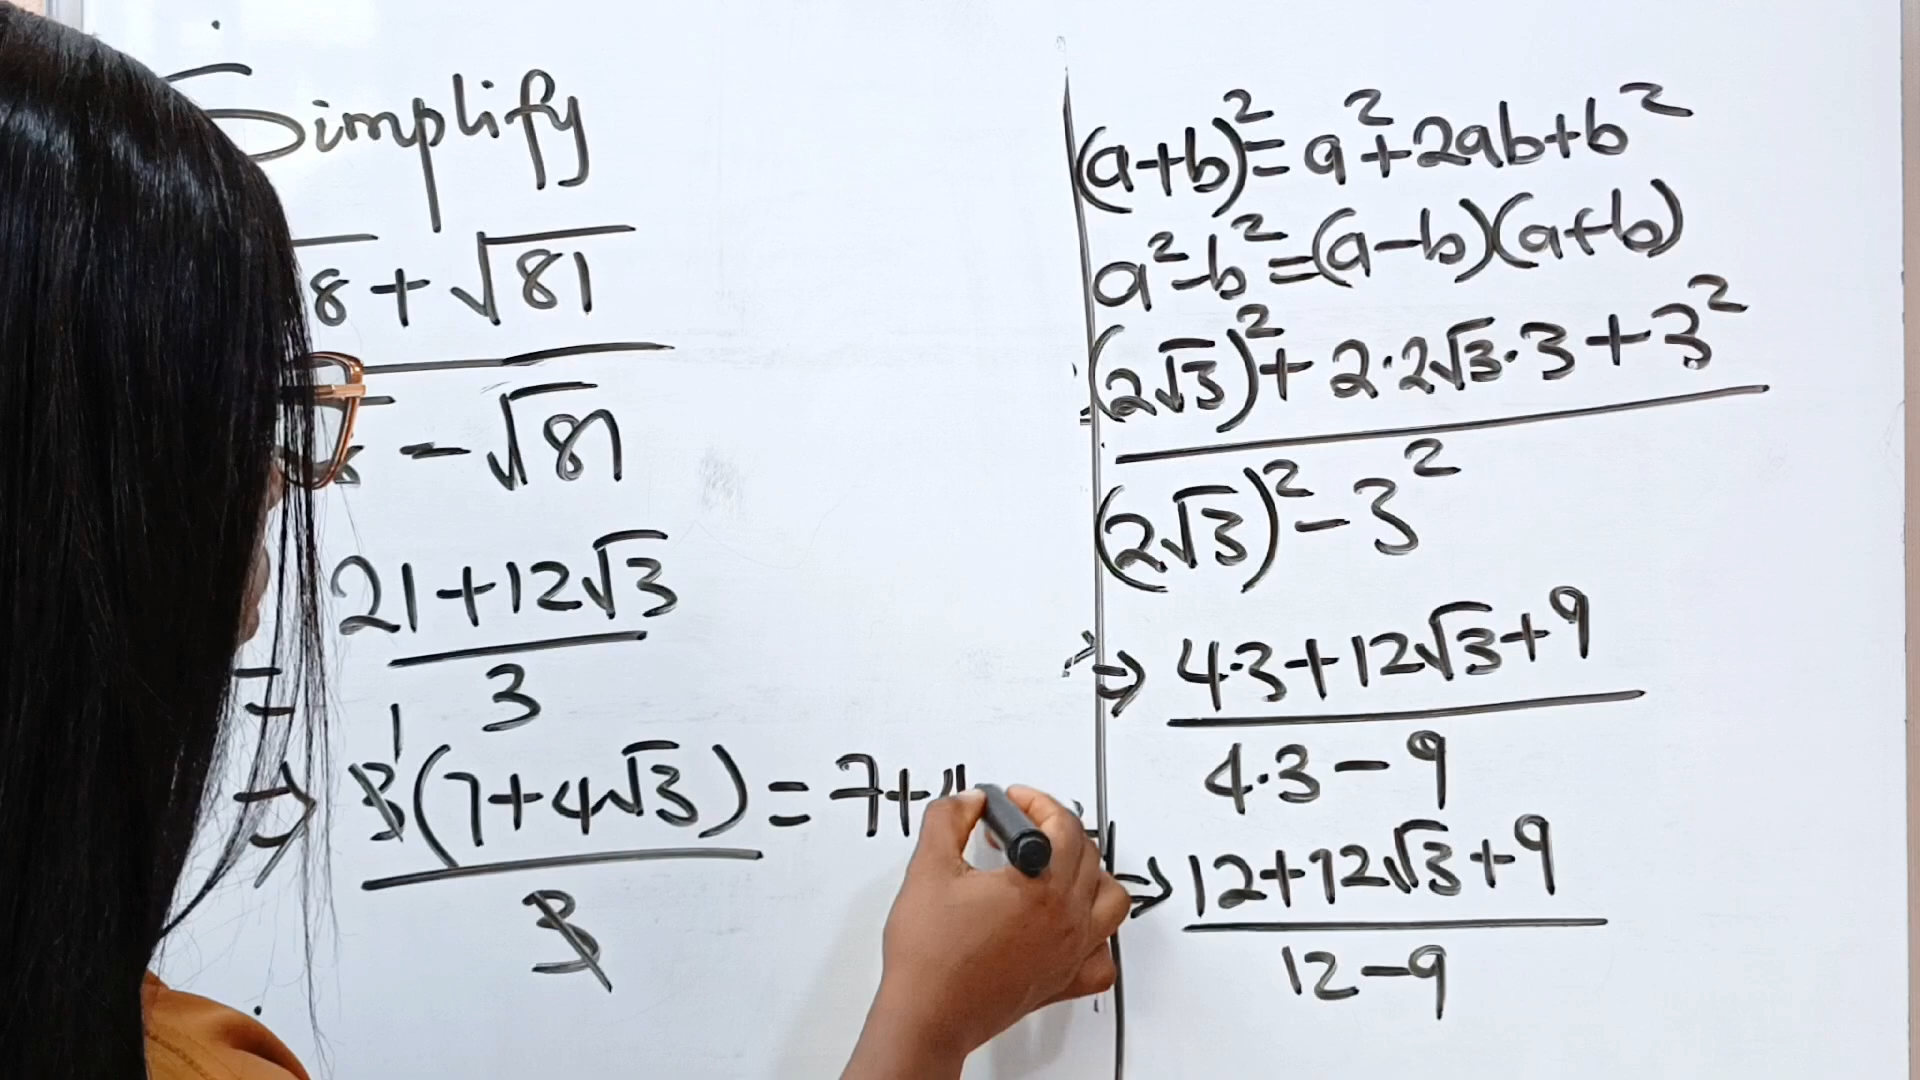 Simplify
8 + √81
- √81
21 + 12√3
3
1
3(7 + 4√3) = 7 + 4
3
(a+b)² = a² + 2ab + b²
a² - b² = (a-b)(a+b)
(2√3)² + 2·2√3·3 + 3²
(2√3)² - 3²
→ 4·3 + 12√3 + 9
4·3 - 9
→ 12 + 12√3 + 9
12 - 9